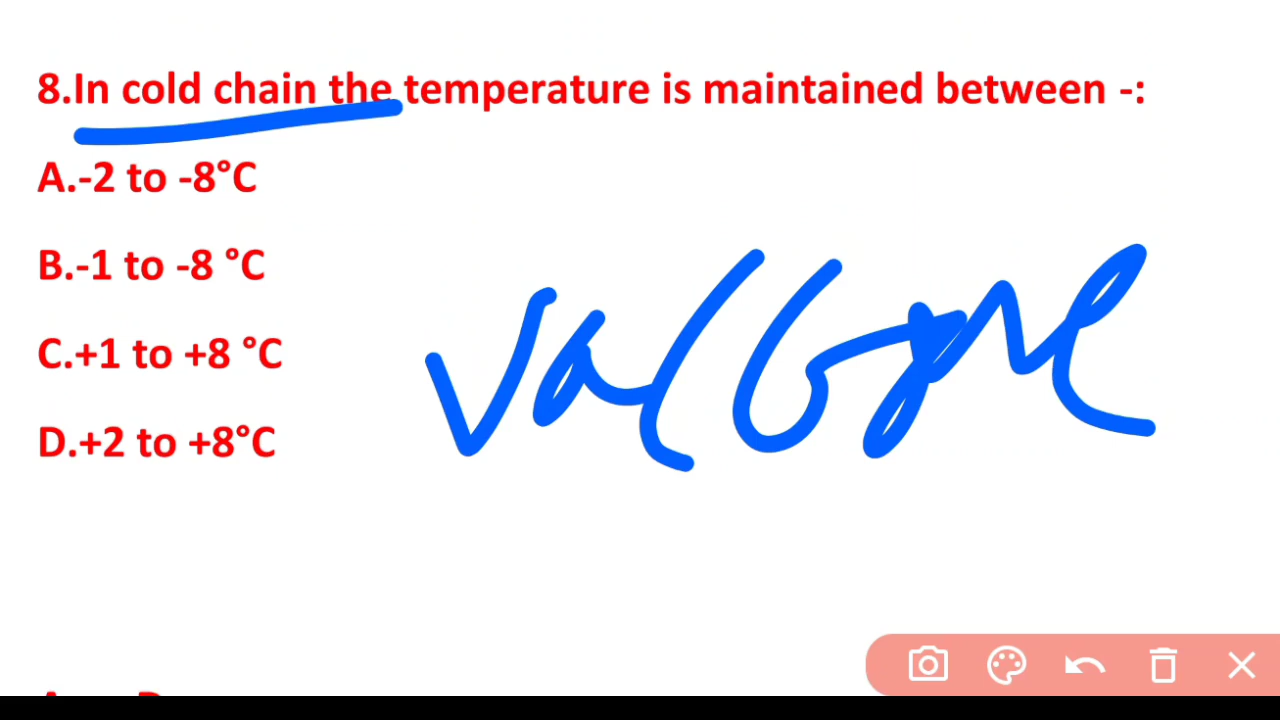 8.In cold chain the temperature is maintained between -:
A.-2 to -8°C
B.-1 to -8 °C
C.+1 to +8 °C
D.+2 to +8°C